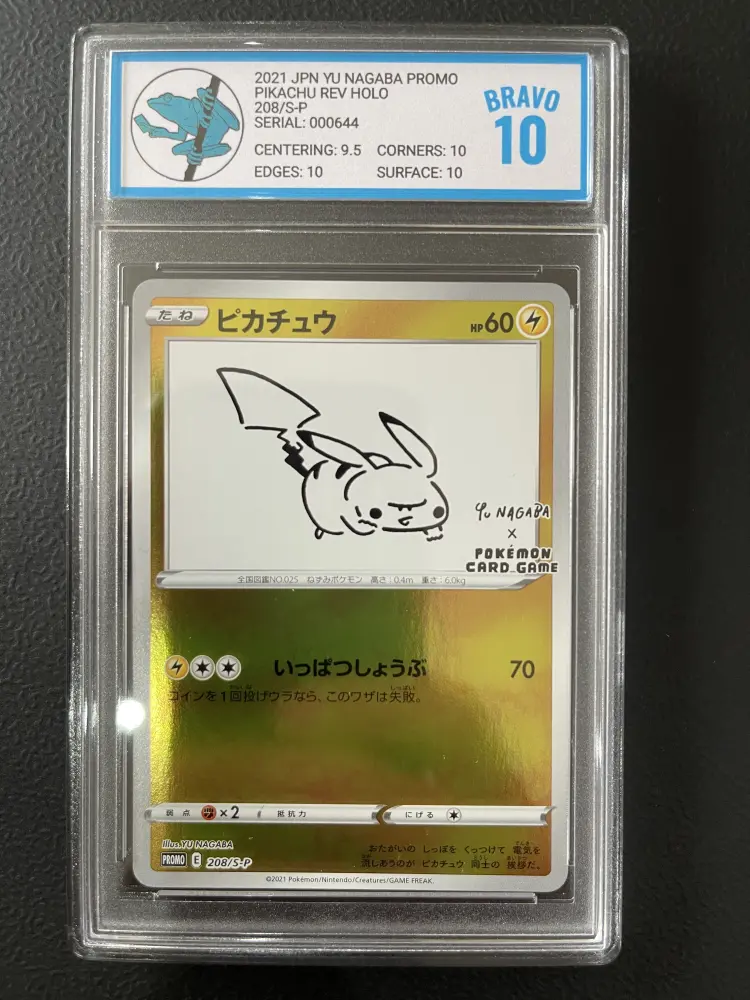 2021 JPN YU NAGABA PROMO
PIKACHU REV HOLO
208/S-P
SERIAL: 000644
CENTERING: 9.5 CORNERS: 10
EDGES: 10 SURFACE: 10
BRAVO
10
たね ピカチュウ HP60
YU NAGABA
×
POKÉMON
CARD GAME
全国図鑑NO.025 ねずみポケモン 高さ:0.4m 重さ:6.0kg
いっぱつしょうぶ 70
コインを1回投げウラなら、このワザは失敗。
弱点 ×2 抵抗力 にげる
Illus.YU NAGABA
PROMO E 208/S-P
おたがいの しっぽを くっつけて 電気を
流しあうのが ピカチュウ 同士の 挨拶だ。
©2021 Pokémon/Nintendo/Creatures/GAME FREAK.